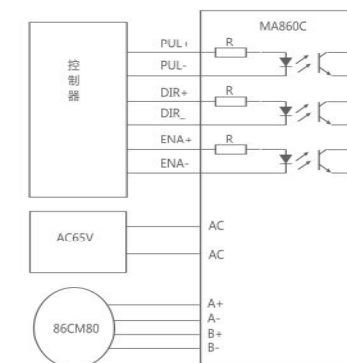 MA860C
控
制
器
PUL+
R
PUL-
DIR+
R
DIR_
ENA+
R
ENA-
AC65V
AC
AC
86CM80
A+
A-
B+
B-